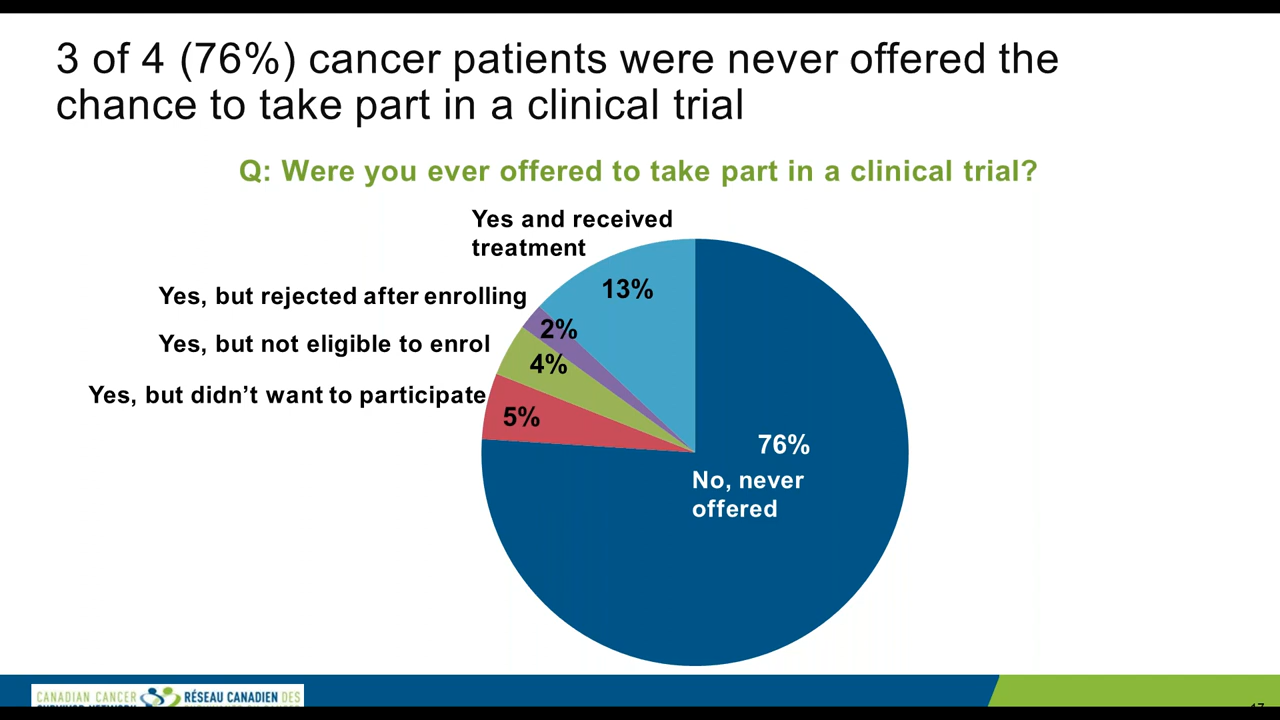 3 of 4 (76%) cancer patients were never offered the
chance to take part in a clinical trial
Q: Were you ever offered to take part in a clinical trial?
Yes and received
treatment
13%
Yes, but rejected after enrolling
2%
Yes, but not eligible to enrol
4%
Yes, but didn’t want to participate
5%
76%
No, never
offered
CANADIAN CANCER
RÉSEAU CANADIEN DES